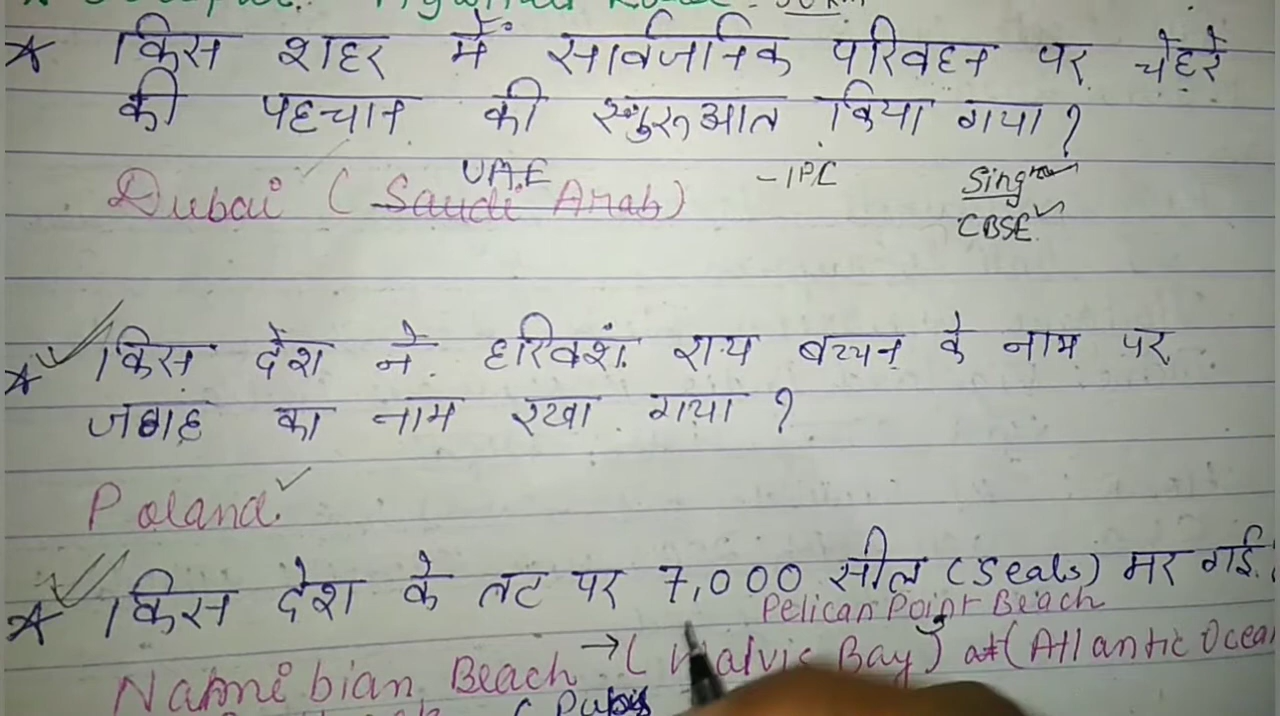 ★ किस शहर में सार्वजनिक परिवहन पर चेहरे
की पहचान की शुरुआत किया गया ?
UAE
Dubai ( Saudi Arab) - IPC Sing
CBSE
★ किस देश ने हरिवशं राय बच्चन के नाम पर
जगह का नाम रखा गया ?
Poland.
★ किस देश के तट पर 7,000 सील (Seals) मर गई.
Pelican Point Beach
Beach → ( Walvis Bay) at (Atlantic Ocea